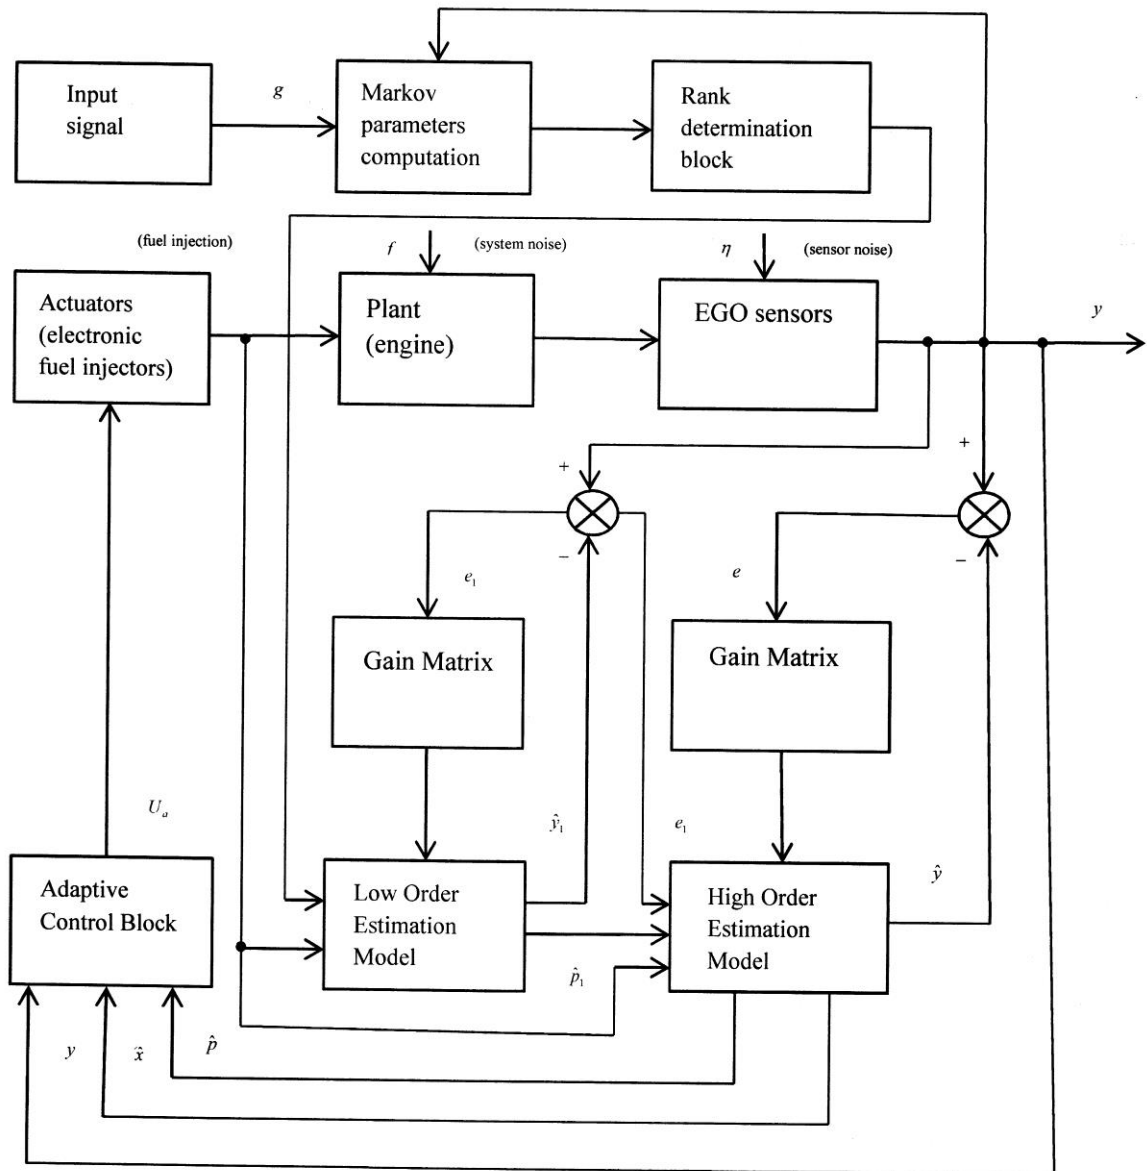 Input
signal
g
Markov
parameters
computation
Rank
determination
block
(fuel injection)
f
(system noise)
η
(sensor noise)
Actuators
(electronic
fuel injectors)
Plant
(engine)
EGO sensors
y
+
+
−
−
e₁
e
Gain Matrix
Gain Matrix
Uₐ
ŷ₁
e₁
ŷ
Adaptive
Control Block
Low Order
Estimation
Model
High Order
Estimation
Model
p̂₁
y
x̂
p̂